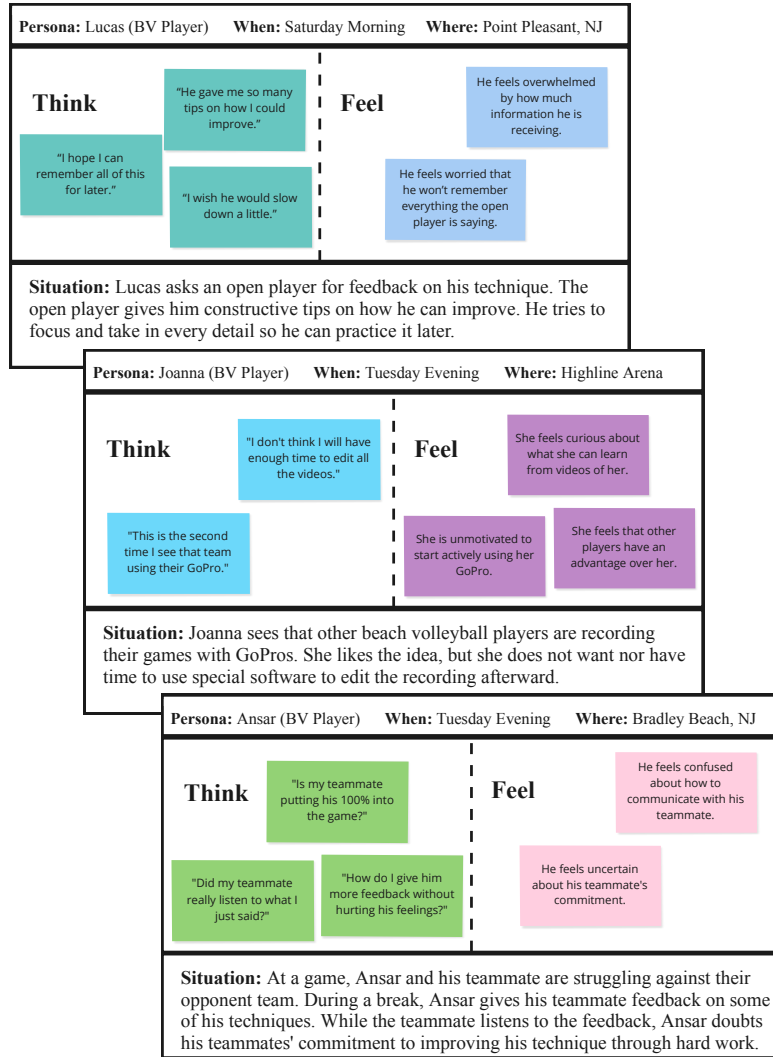 Persona: Lucas (BV Player) When: Saturday Morning Where: Point Pleasant, NJ
Think
“He gave me so many
tips on how I could
improve.”
“I hope I can
remember all of this
for later.”
“I wish he would slow
down a little.”
Feel
He feels overwhelmed
by how much
information he is
receiving.
He feels worried that
he won't remember
everything the open
player is saying.
Situation: Lucas asks an open player for feedback on his technique. The
open player gives him constructive tips on how he can improve. He tries to
focus and take in every detail so he can practice it later.
Persona: Joanna (BV Player) When: Tuesday Evening Where: Highline Arena
Think
"I don't think I will have
enough time to edit all
the videos."
"This is the second
time I see that team
using their GoPro."
Feel
She feels curious about
what she can learn
from videos of her.
She is unmotivated to
start actively using her
GoPro.
She feels that other
players have an
advantage over her.
Situation: Joanna sees that other beach volleyball players are recording
their games with GoPros. She likes the idea, but she does not want nor have
time to use special software to edit the recording afterward.
Persona: Ansar (BV Player) When: Tuesday Evening Where: Bradley Beach, NJ
Think
"Is my teammate
putting his 100% into
the game?"
"Did my teammate
really listen to what I
just said?"
"How do I give him
more feedback without
hurting his feelings?"
Feel
He feels confused
about how to
communicate with his
teammate.
He feels uncertain
about his teammate's
commitment.
Situation: At a game, Ansar and his teammate are struggling against their
opponent team. During a break, Ansar gives his teammate feedback on some
of his techniques. While the teammate listens to the feedback, Ansar doubts
his teammates' commitment to improving his technique through hard work.